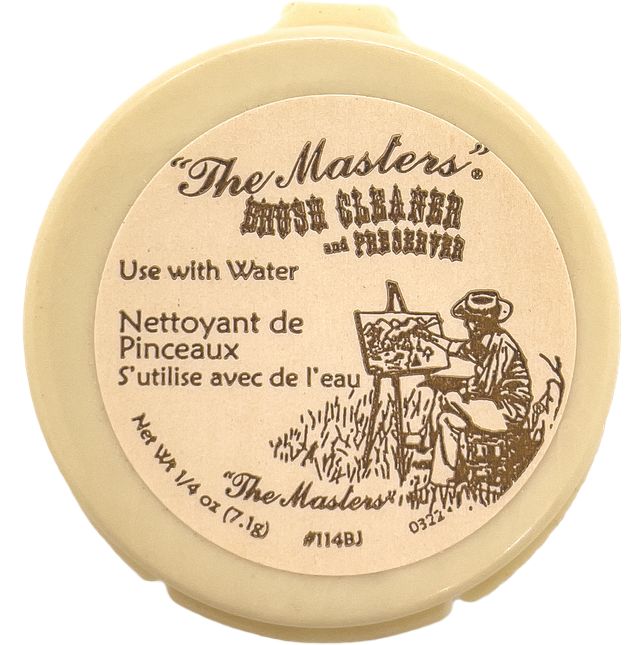 "The Masters"®
BRUSH CLEANER
and PRESERVER
Use with Water
Nettoyant de
Pinceaux
S'utilise avec de l'eau
Net Wt 1/4 oz (7.1g)
"The Masters"
#114BJ
0322